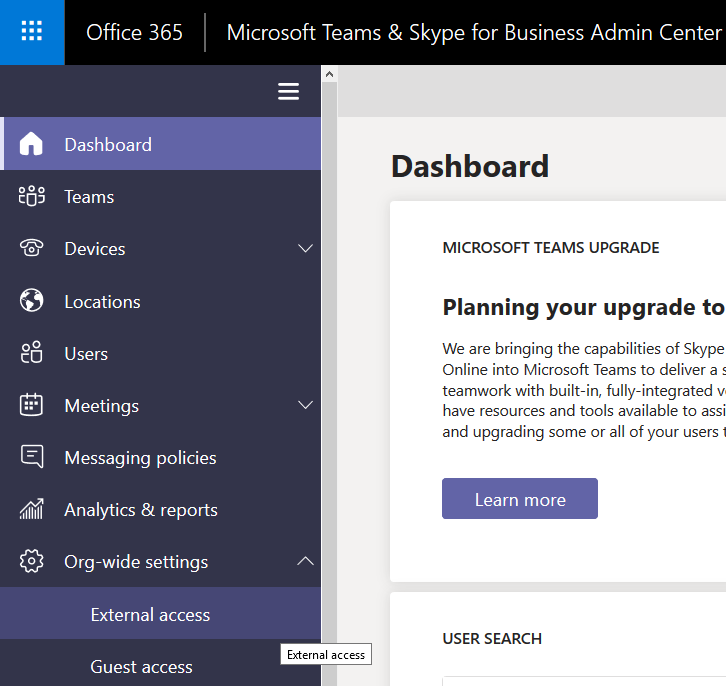 Office 365
Microsoft Teams & Skype for Business Admin Center
Dashboard
Teams
Devices
Locations
Users
Meetings
Messaging policies
Analytics & reports
Org-wide settings
External access
External access
Guest access
Dashboard
MICROSOFT TEAMS UPGRADE
Planning your upgrade to
We are bringing the capabilities of Skype
Online into Microsoft Teams to deliver a s
teamwork with built-in, fully-integrated v
have resources and tools available to assi
and upgrading some or all of your users t
Learn more
USER SEARCH